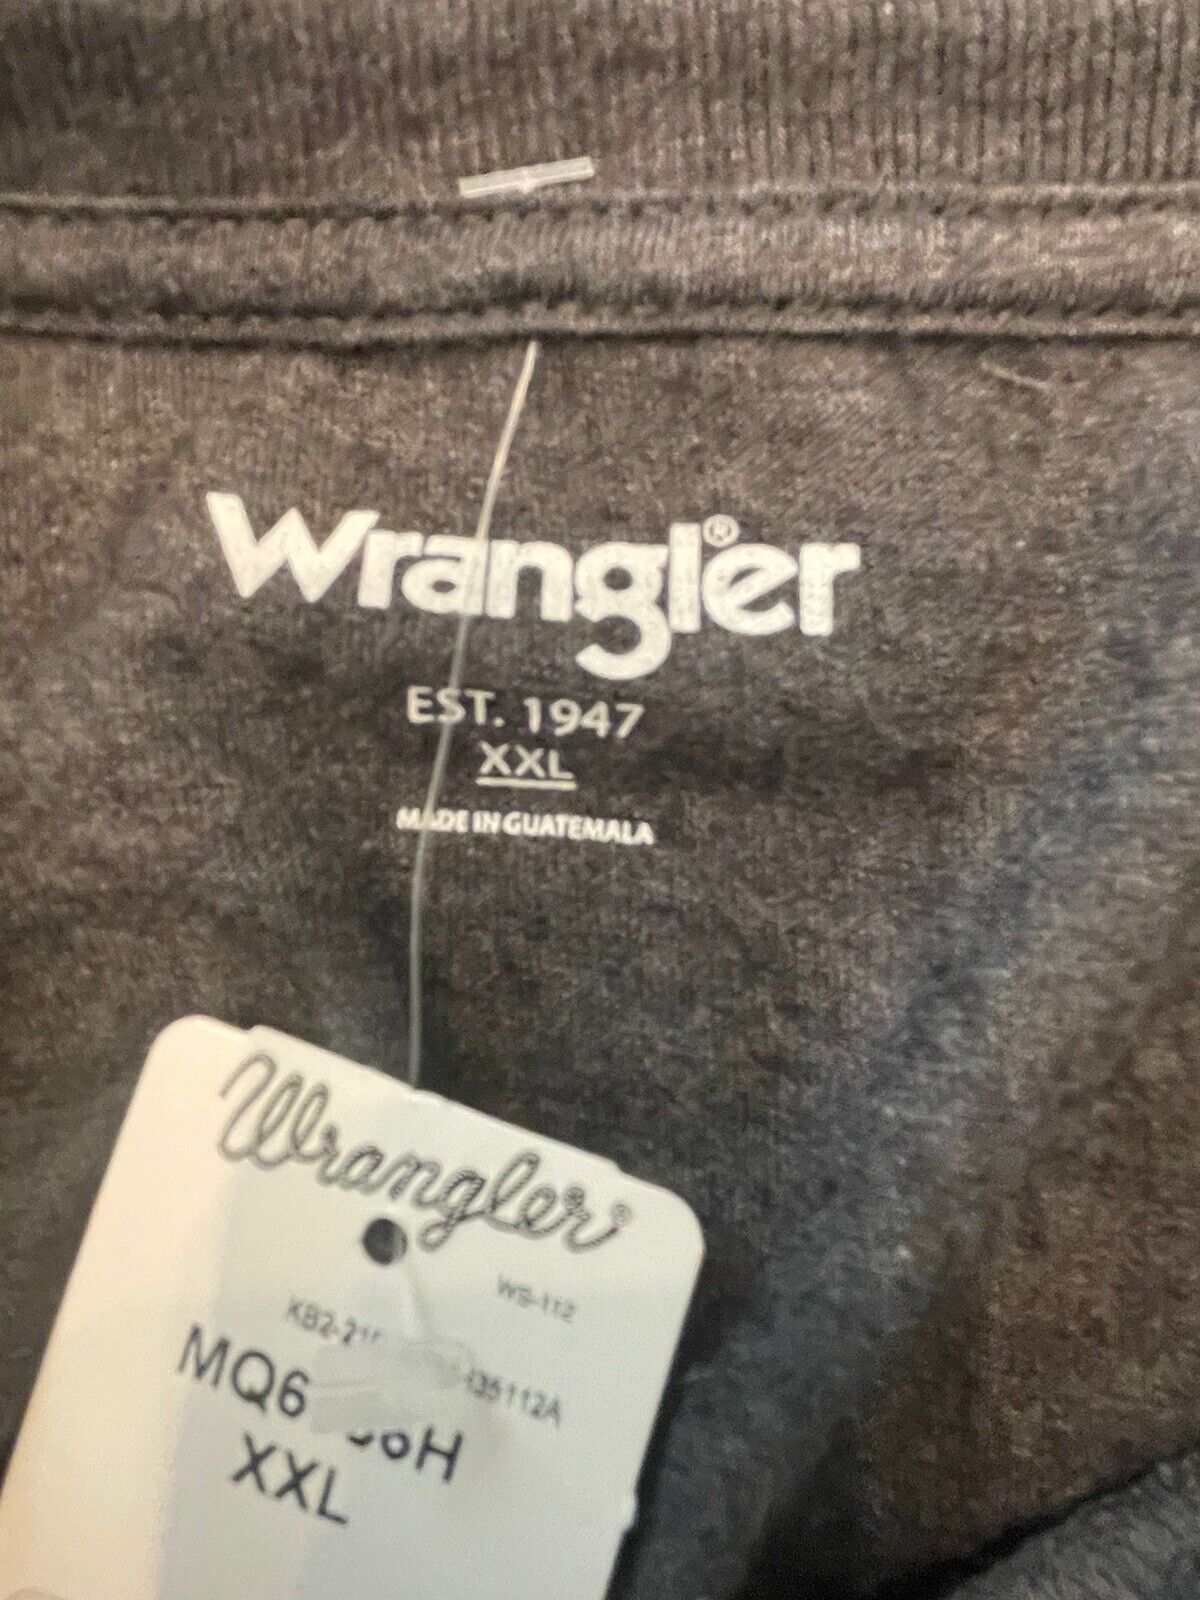 Wrangler®
EST. 1947
XXL
MADE IN GUATEMALA
Wrangler®
WS-112
XXL